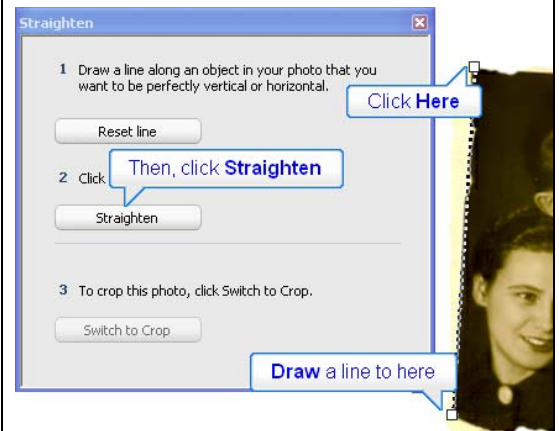 Straighten
1 Draw a line along an object in your photo that you
want to be perfectly vertical or horizontal.
Click Here
Reset line
Then, click Straighten
2 Click
Straighten
3 To crop this photo, click Switch to Crop.
Switch to Crop
Draw a line to here